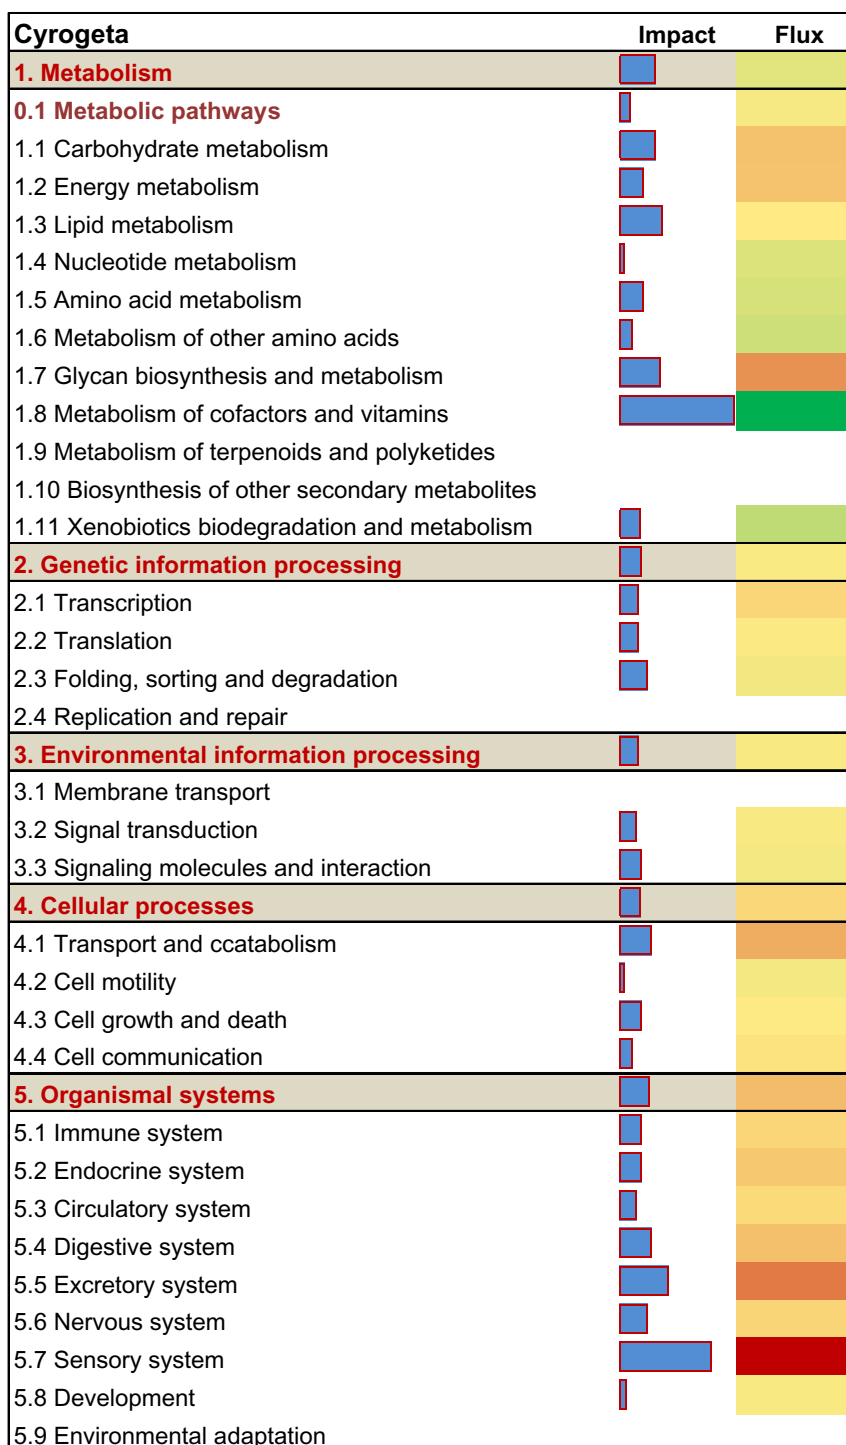 Cyrogeta Impact Flux
1. Metabolism
0.1 Metabolic pathways
1.1 Carbohydrate metabolism
1.2 Energy metabolism
1.3 Lipid metabolism
1.4 Nucleotide metabolism
1.5 Amino acid metabolism
1.6 Metabolism of other amino acids
1.7 Glycan biosynthesis and metabolism
1.8 Metabolism of cofactors and vitamins
1.9 Metabolism of terpenoids and polyketides
1.10 Biosynthesis of other secondary metabolites
1.11 Xenobiotics biodegradation and metabolism
2. Genetic information processing
2.1 Transcription
2.2 Translation
2.3 Folding, sorting and degradation
2.4 Replication and repair
3. Environmental information processing
3.1 Membrane transport
3.2 Signal transduction
3.3 Signaling molecules and interaction
4. Cellular processes
4.1 Transport and ccatabolism
4.2 Cell motility
4.3 Cell growth and death
4.4 Cell communication
5. Organismal systems
5.1 Immune system
5.2 Endocrine system
5.3 Circulatory system
5.4 Digestive system
5.5 Excretory system
5.6 Nervous system
5.7 Sensory system
5.8 Development
5.9 Environmental adaptation